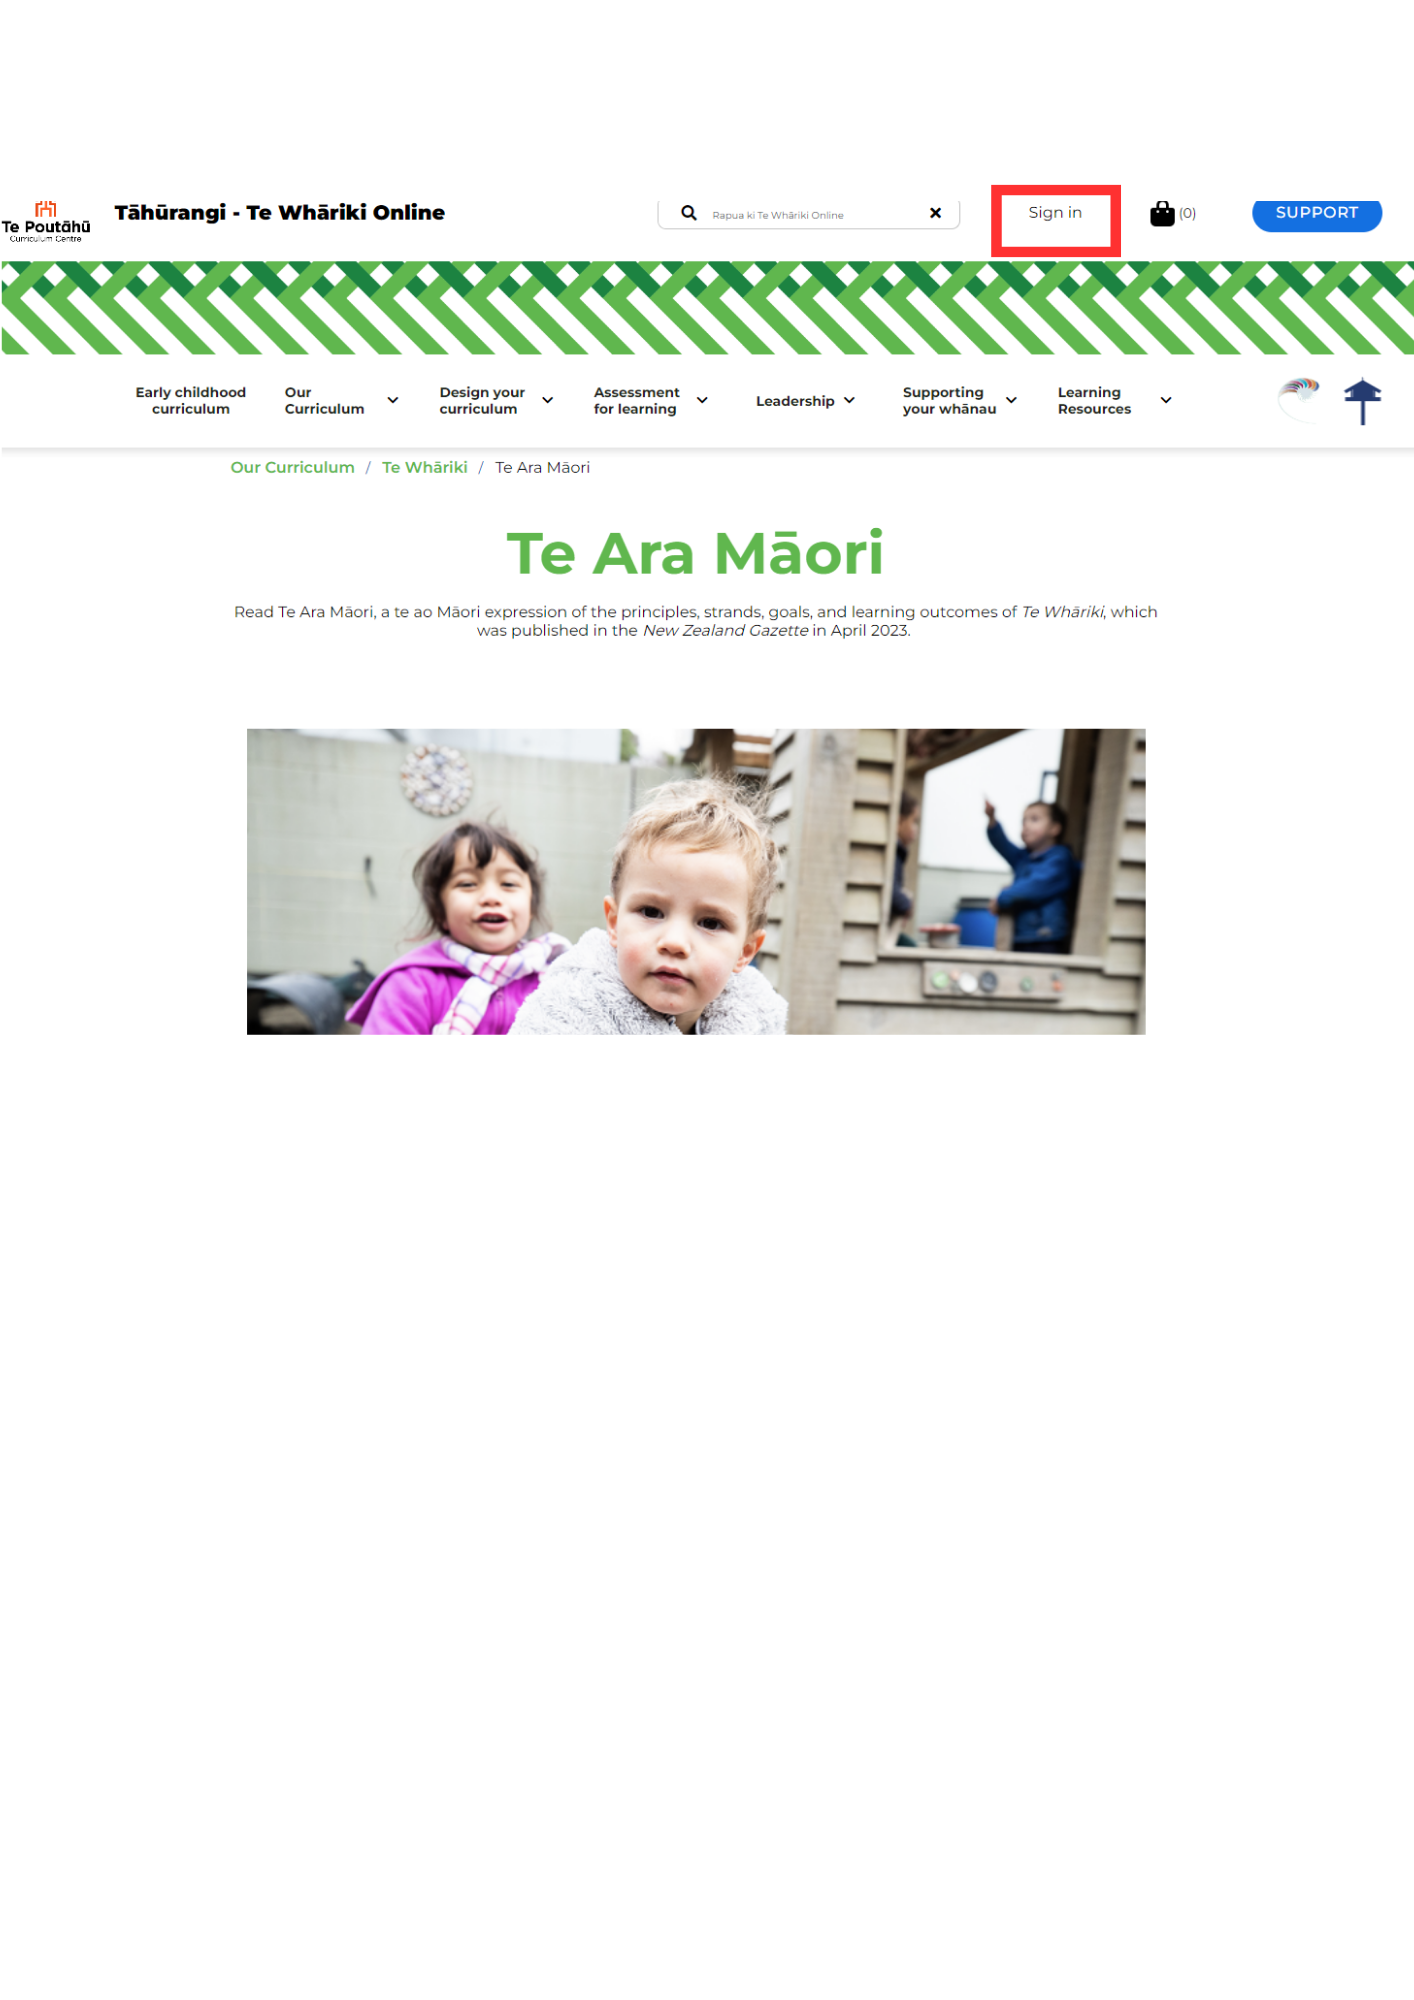 Te Poutāhū
Curriculum Centre
Tāhūrangi - Te Whāriki Online
Rapua ki Te Whāriki Online
Sign in
(0)
SUPPORT
Early childhood
curriculum
Our
Curriculum
Design your
curriculum
Assessment
for learning
Leadership
Supporting
your whānau
Learning
Resources
Our Curriculum / Te Whāriki / Te Ara Māori
Te Ara Māori
Read Te Ara Māori, a te ao Māori expression of the principles, strands, goals, and learning outcomes of Te Whāriki, which
was published in the New Zealand Gazette in April 2023.